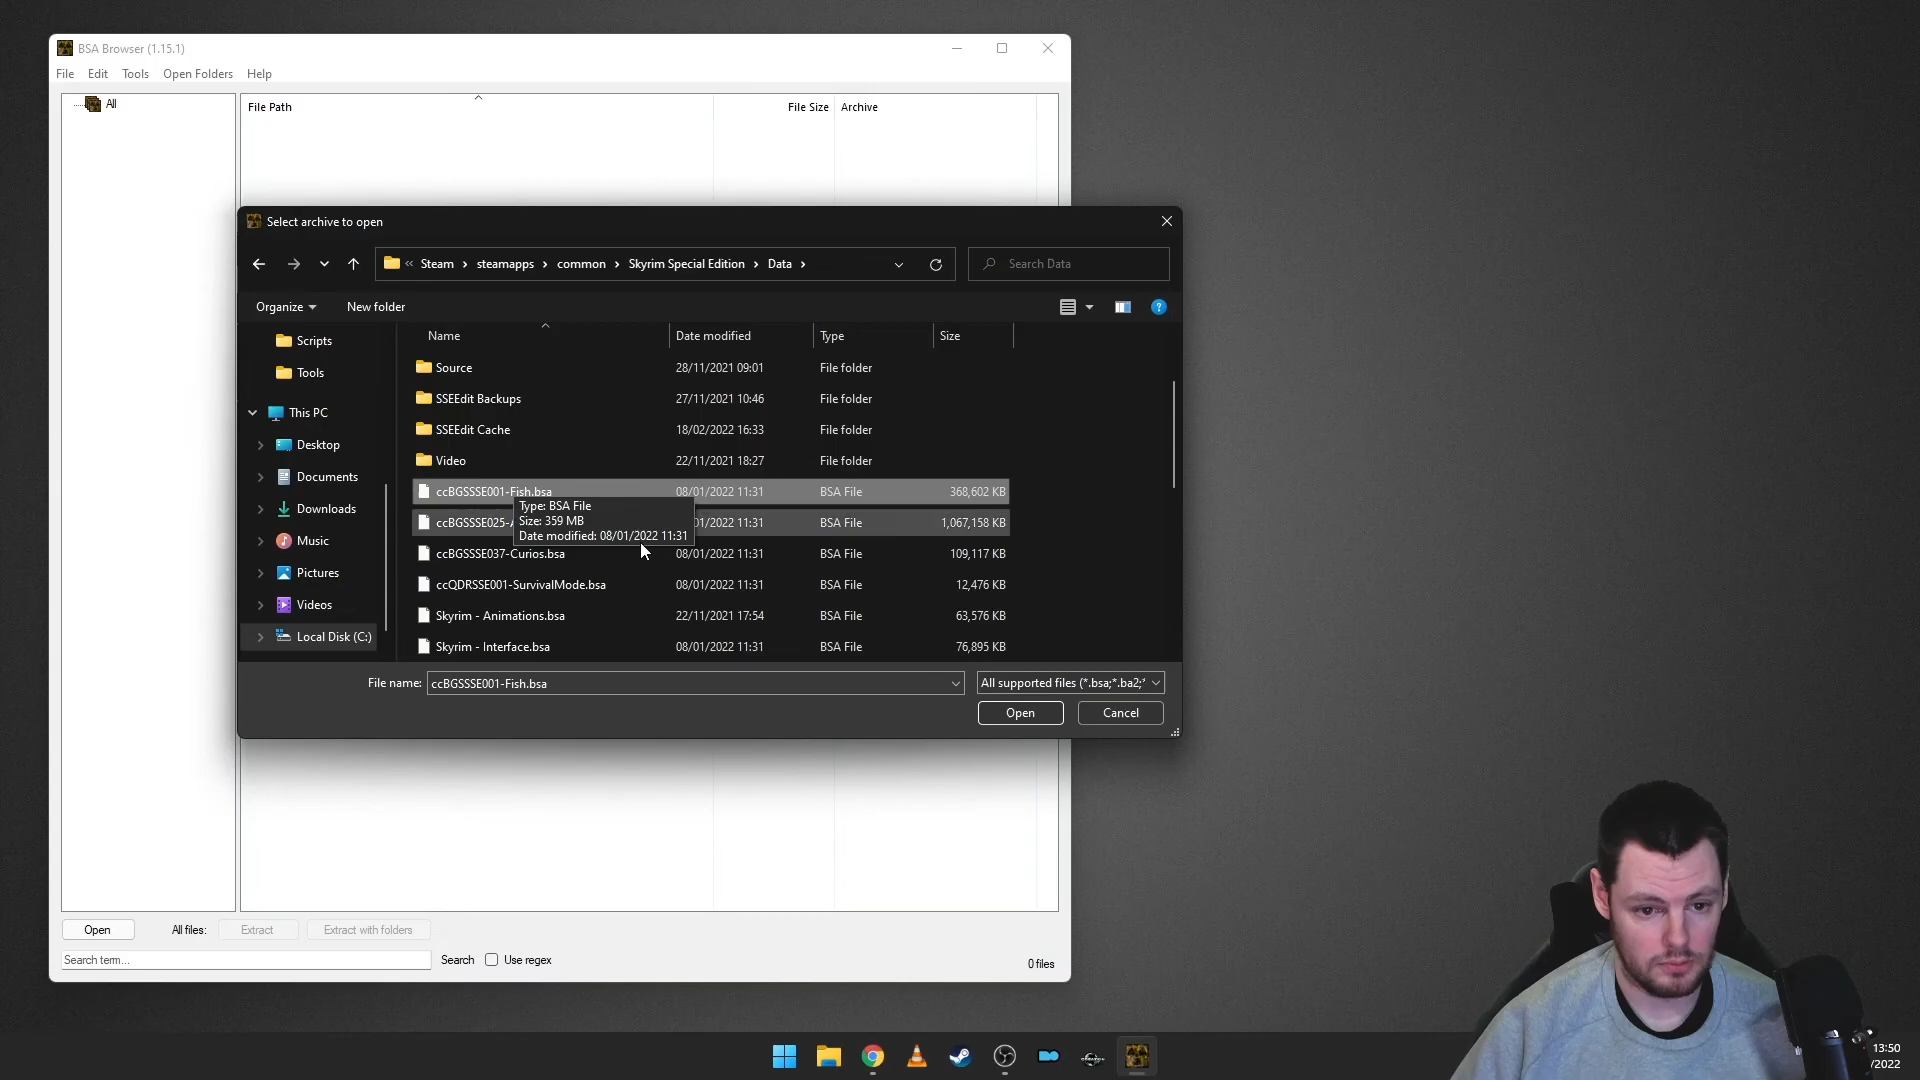 BSA Browser (1.15.1)
File Edit Tools Open Folders Help
All
File Path File Size Archive
Select archive to open
« Steam › steamapps › common › Skyrim Special Edition › Data ›
Search Data
Organize New folder
Name Date modified Type Size
Scripts
Tools
This PC
Desktop
Documents
Downloads
Music
Pictures
Videos
Local Disk (C:)
Source 28/11/2021 09:01 File folder
SSEEdit Backups 27/11/2021 10:46 File folder
SSEEdit Cache 18/02/2022 16:33 File folder
Video 22/11/2021 18:27 File folder
ccBGSSSE001-Fish.bsa 08/01/2022 11:31 BSA File 368,602 KB
ccBGSSSE025- 01/2022 11:31 BSA File 1,067,158 KB
Type: BSA File
Size: 359 MB
Date modified: 08/01/2022 11:31
ccBGSSSE037-Curios.bsa 08/01/2022 11:31 BSA File 109,117 KB
ccQDRSSE001-SurvivalMode.bsa 08/01/2022 11:31 BSA File 12,476 KB
Skyrim - Animations.bsa 22/11/2021 17:54 BSA File 63,576 KB
Skyrim - Interface.bsa 08/01/2022 11:31 BSA File 76,895 KB
File name: ccBGSSSE001-Fish.bsa
All supported files (*.bsa;*.ba2;*
Open Cancel
Open All files: Extract Extract with folders
Search term... Search Use regex
0 files
13:50
/2022